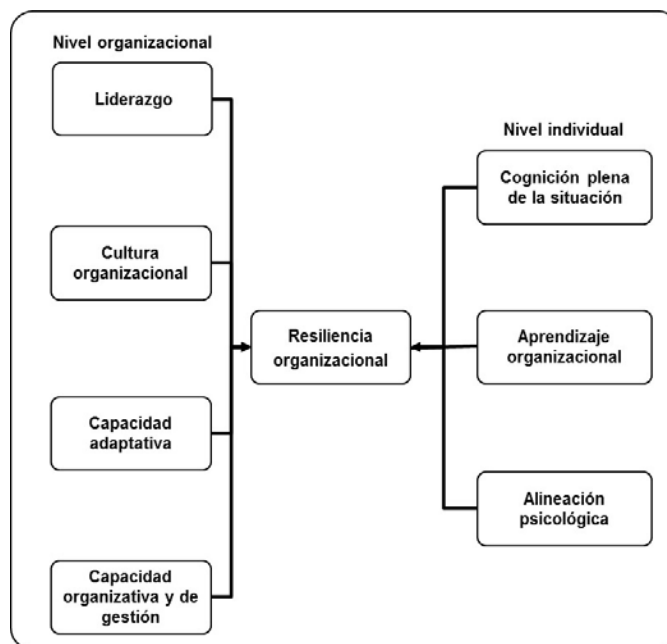 Nivel organizacional
Liderazgo
Cultura
organizacional
Capacidad
adaptativa
Capacidad
organizativa y de
gestión
Resiliencia
organizacional
Nivel individual
Cognición plena
de la situación
Aprendizaje
organizacional
Alineación
psicológica